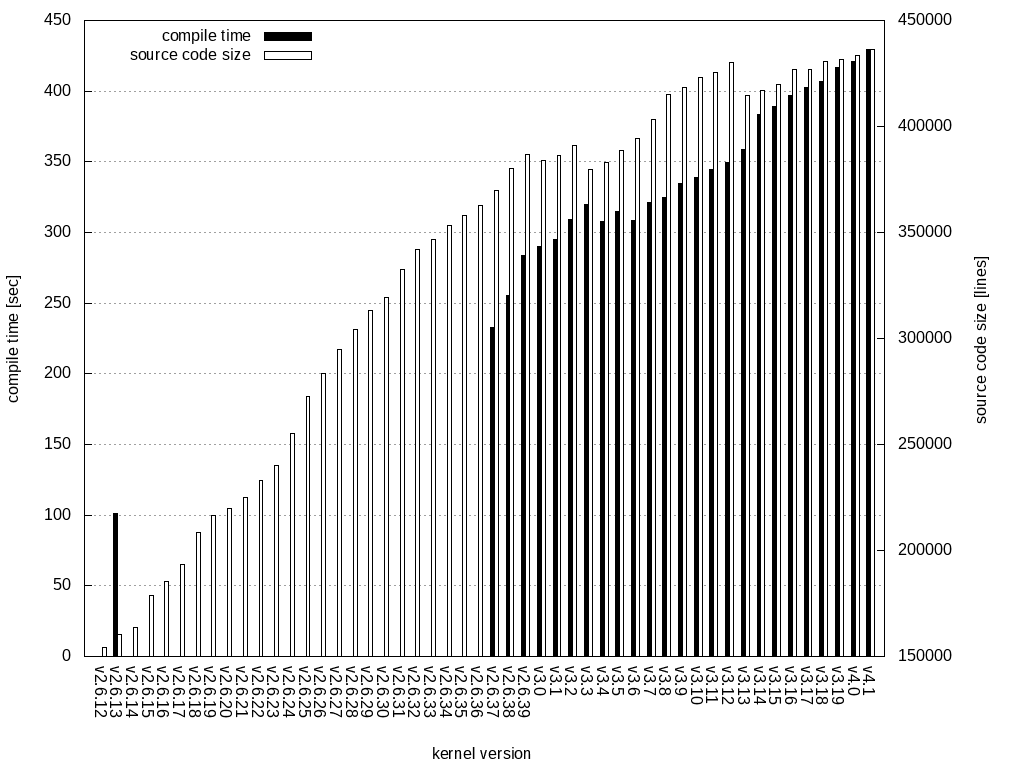 450
400
350
300
250
200
150
100
50
0
compile time [sec]
compile time
source code size
450000
400000
350000
300000
250000
200000
150000
source code size [lines]
v2.6.12
v2.6.13
v2.6.14
v2.6.15
v2.6.16
v2.6.17
v2.6.18
v2.6.19
v2.6.20
v2.6.21
v2.6.22
v2.6.23
v2.6.24
v2.6.25
v2.6.26
v2.6.27
v2.6.28
v2.6.29
v2.6.30
v2.6.31
v2.6.32
v2.6.33
v2.6.34
v2.6.35
v2.6.36
v2.6.37
v2.6.38
v2.6.39
v3.0
v3.1
v3.2
v3.3
v3.4
v3.5
v3.6
v3.7
v3.8
v3.9
v3.10
v3.11
v3.12
v3.13
v3.14
v3.15
v3.16
v3.17
v3.18
v3.19
v4.0
v4.1
kernel version